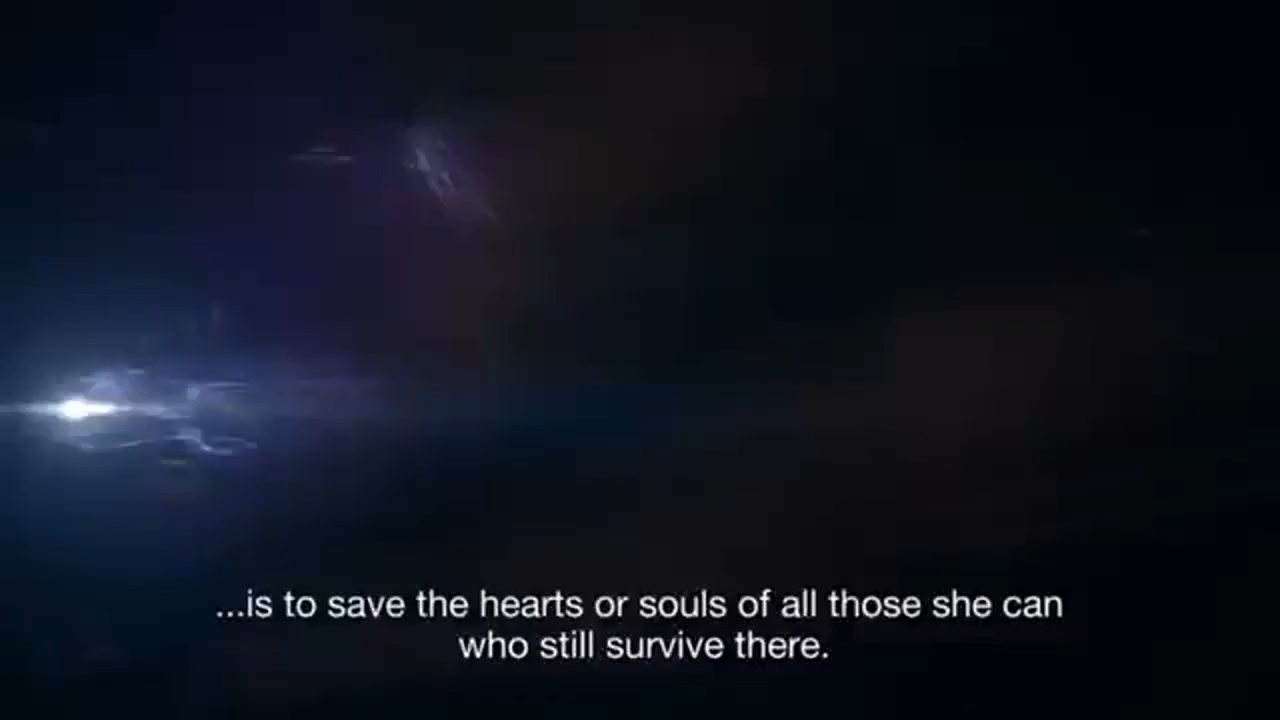 ...is to save the hearts or souls of all those she can
who still survive there.